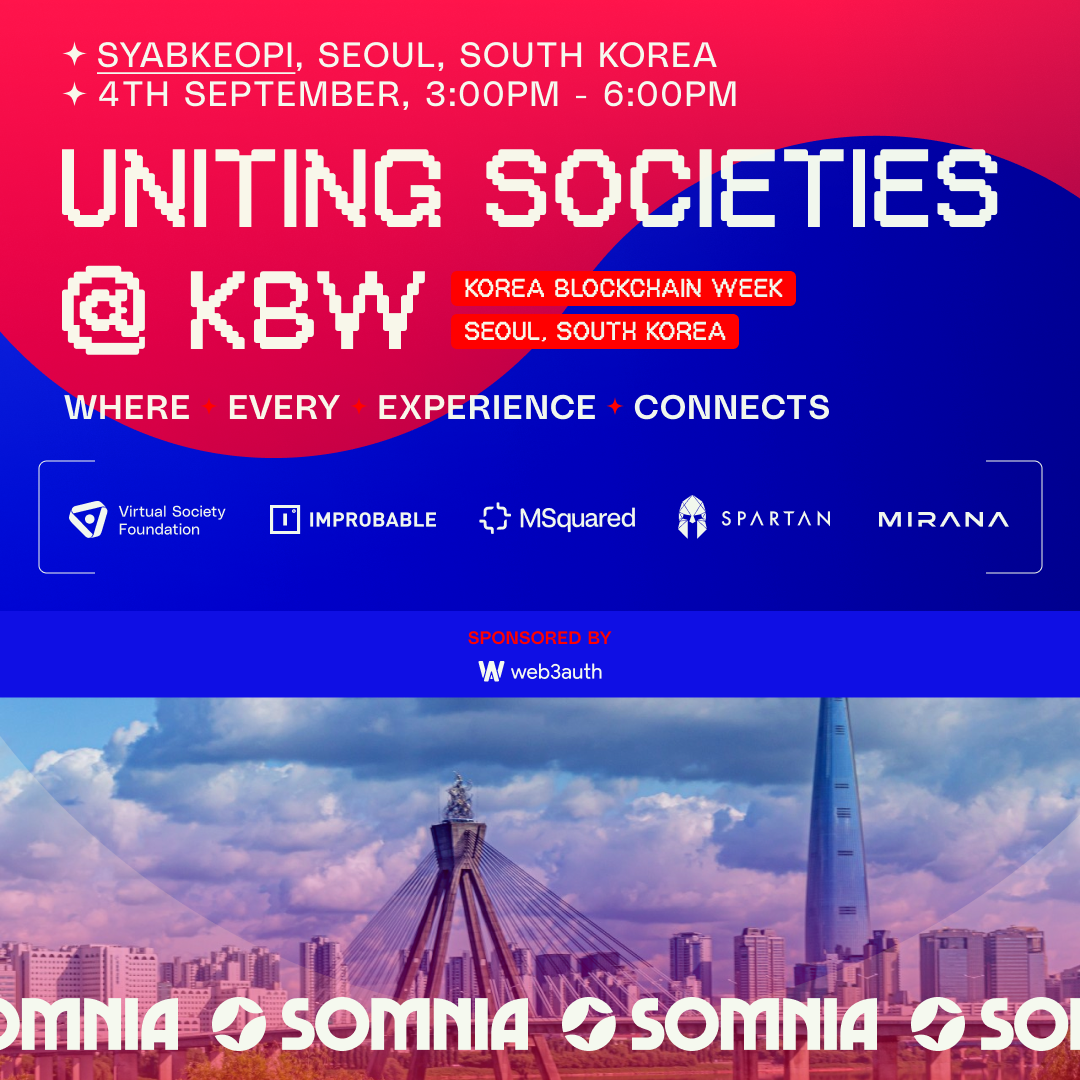 SYABKEOPI, SEOUL, SOUTH KOREA
4TH SEPTEMBER, 3:00PM - 6:00PM
UNITING SOCIETIES
@ KBW
KOREA BLOCKCHAIN WEEK
SEOUL, SOUTH KOREA
WHERE EVERY EXPERIENCE CONNECTS
Virtual Society
Foundation
IMPROBABLE
MSquared
SPARTAN
MIRANA
SPONSORED BY
web3auth
OMNIA SOMNIA SOMNIA SO